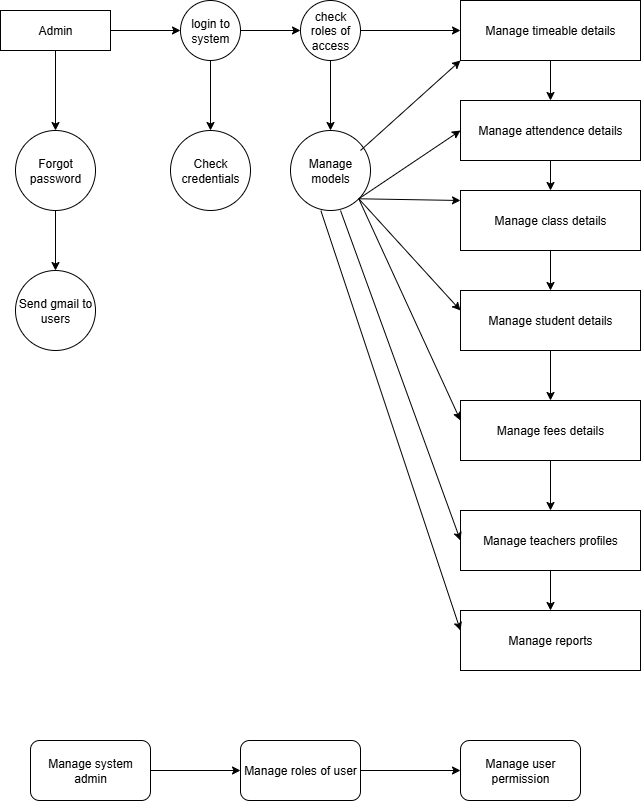 Admin
login to
system
check
roles of
access
Manage timeable details
Forgot
password
Check
credentials
Manage
models
Manage attendence details
Manage class details
Send gmail to
users
Manage student details
Manage fees details
Manage teachers profiles
Manage reports
Manage system
admin
Manage roles of user
Manage user
permission